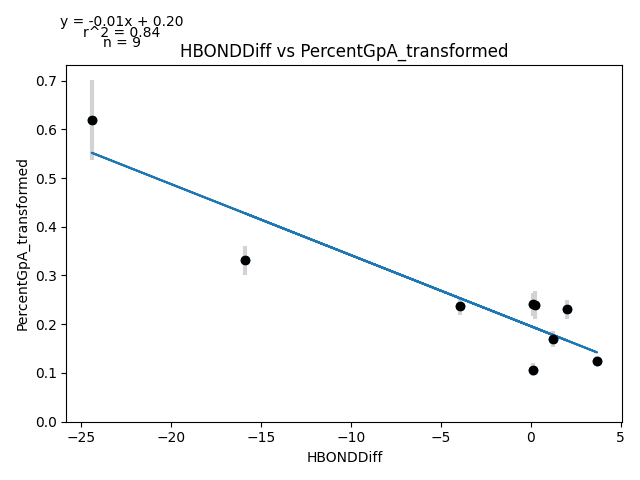 y = -0.01x + 0.20
r^2 = 0.84
n = 9
HBONDDiff vs PercentGpA_transformed
PercentGpA_transformed
0.7
0.6
0.5
0.4
0.3
0.2
0.1
0.0
−25
−20
−15
−10
−5
0
5
HBONDDiff